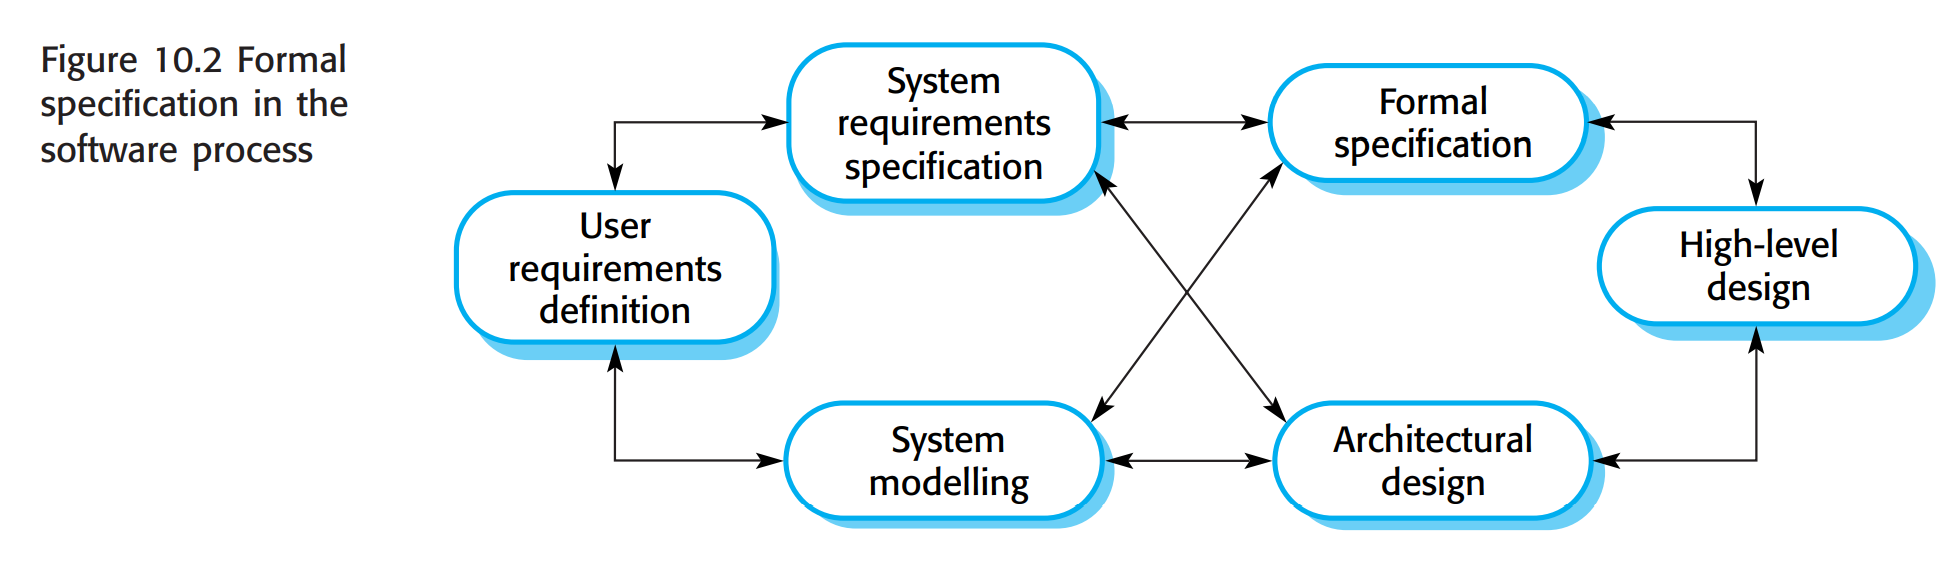 Figure 10.2 Formal
specification in the
software process
System
requirements
specification
Formal
specification
User
requirements
definition
High-level
design
System
modelling
Architectural
design